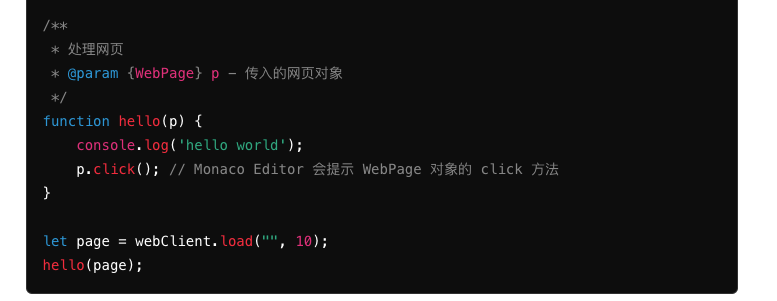 /**
 * 处理网页
 * @param {WebPage} p - 传入的网页对象
 */
function hello(p) {
    console.log('hello world');
    p.click(); // Monaco Editor 会提示 WebPage 对象的 click 方法
}

let page = webClient.load("", 10);
hello(page);